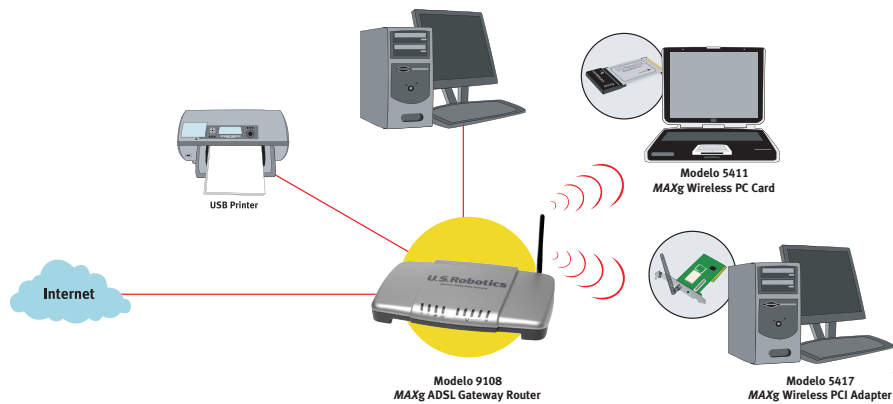 Modelo 5411
MAXg Wireless PC Card
USB Printer
Internet
U.S.Robotics
Modelo 9108
MAXg ADSL Gateway Router
Modelo 5417
MAXg Wireless PCI Adapter